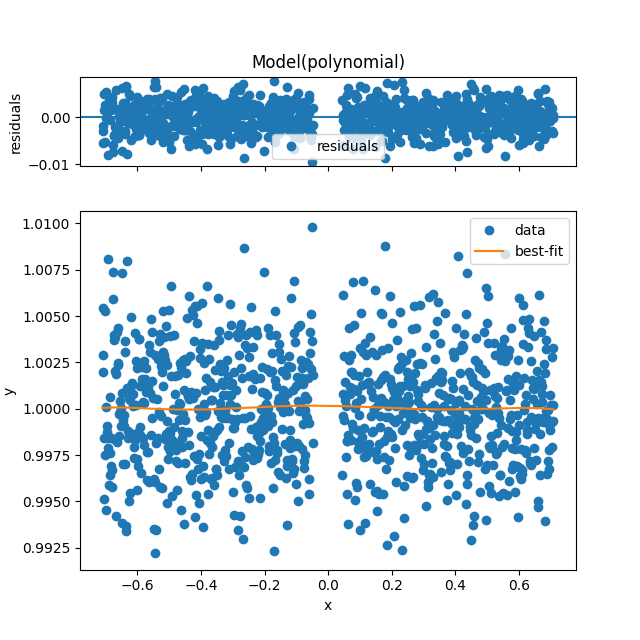 Model(polynomial)
residuals
0.00
−0.01
residuals
1.0100
1.0075
1.0050
1.0025
1.0000
0.9975
0.9950
0.9925
y
data
best-fit
−0.6 −0.4 −0.2 0.0 0.2 0.4 0.6
x